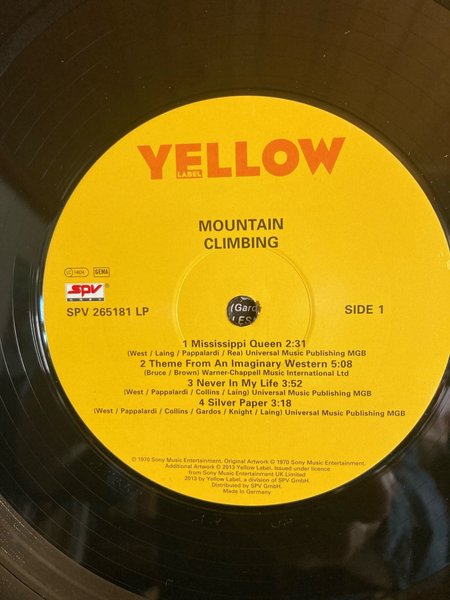 YELLOW
LABEL
MOUNTAIN
CLIMBING
LC 14624 GEMA
SPV
SPV 265181 LP
SIDE 1
(Gard
LES
1 Mississippi Queen 2:31
(West / Laing / Pappalardi / Rea) Universal Music Publishing MGB
2 Theme From An Imaginary Western 5:08
(Bruce / Brown) Warner-Chappell Music International Ltd
3 Never In My Life 3:52
(West / Pappalardi / Collins / Laing) Universal Music Publishing MGB
4 Silver Paper 3:18
(West / Pappalardi / Collins / Gardos / Knight / Laing) Universal Music Publishing MGB
℗ 1970 Sony Music Entertainment, Original Artwork © 1970 Sony Music Entertainment.
Additional Artwork © 2013 Yellow Label. Issued under licence
from Sony Music Entertainment UK Limited
2013 by Yellow Label, a division of SPV GmbH.
Distributed by SPV GmbH.
Made In Germany